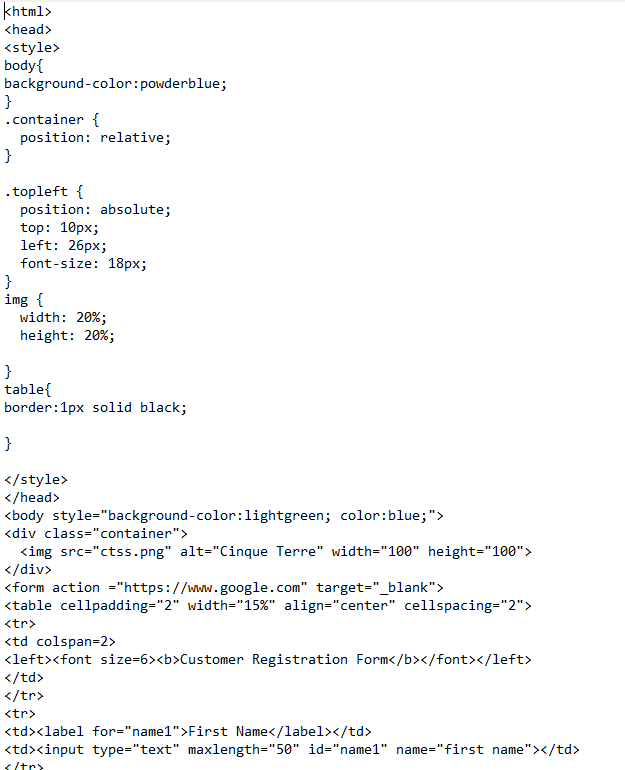 <html>
<head>
<style>
body{
background-color:powderblue;
}
.container {
  position: relative;
}

.topleft {
  position: absolute;
  top: 10px;
  left: 26px;
  font-size: 18px;
}
img {
  width: 20%;
  height: 20%;

}
table{
border:1px solid black;

}

</style>
</head>
<body style="background-color:lightgreen; color:blue;">
<div class="container">
  <img src="ctss.png" alt="Cinque Terre" width="100" height="100">
</div>
<form action ="https://www.google.com" target="_blank">
<table cellpadding="2" width="15%" align="center" cellspacing="2">
<tr>
<td colspan=2>
<left><font size=6><b>Customer Registration Form</b></font></left>
</td>
</tr>
<tr>
<td><label for="name1">First Name</label></td>
<td><input type="text" maxlength="50" id="name1" name="first name"></td>
</tr>